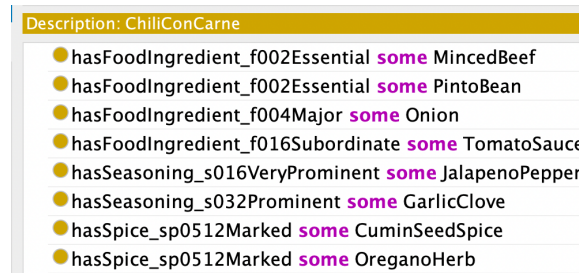 Description: ChiliConCarne
hasFoodIngredient_f002Essential some MincedBeef
hasFoodIngredient_f002Essential some PintoBean
hasFoodIngredient_f004Major some Onion
hasFoodIngredient_f016Subordinate some TomatoSauce
hasSeasoning_s016VeryProminent some JalapenoPepper
hasSeasoning_s032Prominent some GarlicClove
hasSpice_sp0512Marked some CuminSeedSpice
hasSpice_sp0512Marked some OreganoHerb